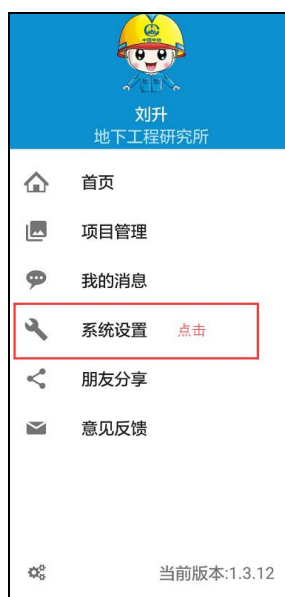 刘升
地下工程研究所
首页
项目管理
我的消息
系统设置 点击
朋友分享
意见反馈
当前版本:1.3.12